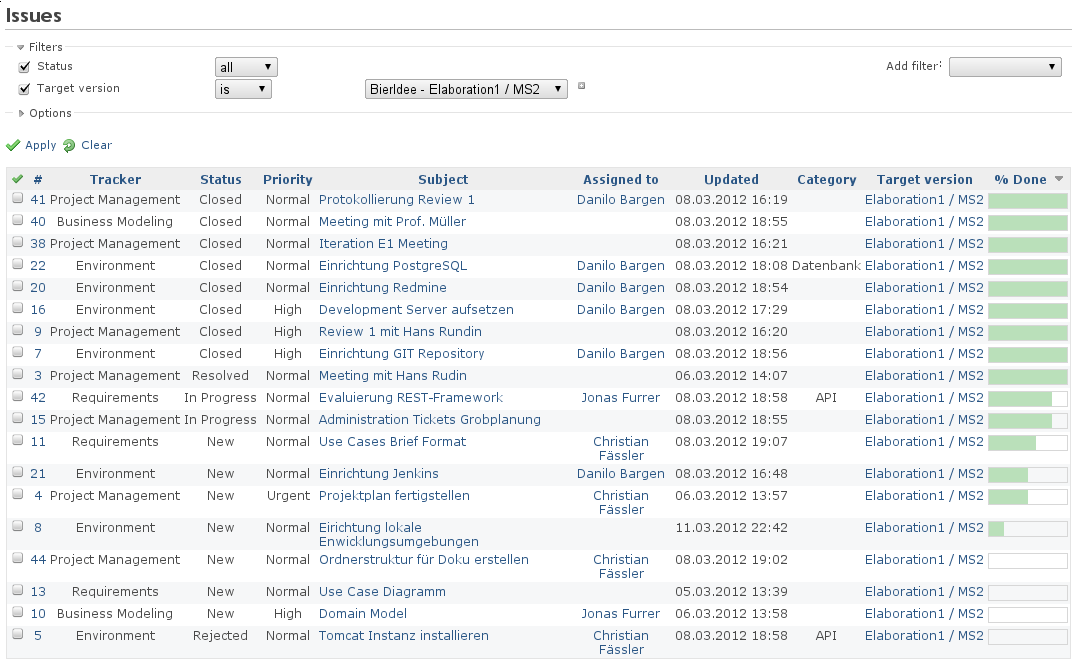 Issues
Filters
Status all Add filter:
Target version is BierIdee - Elaboration1 / MS2
Options
Apply Clear
# Tracker Status Priority Subject Assigned to Updated Category Target version % Done
41 Project Management Closed Normal Protokollierung Review 1 Danilo Bargen 08.03.2012 16:19 Elaboration1 / MS2
40 Business Modeling Closed Normal Meeting mit Prof. Müller 08.03.2012 18:55 Elaboration1 / MS2
38 Project Management Closed Normal Iteration E1 Meeting 08.03.2012 16:21 Elaboration1 / MS2
22 Environment Closed Normal Einrichtung PostgreSQL Danilo Bargen 08.03.2012 18:08 Datenbank Elaboration1 / MS2
20 Environment Closed Normal Einrichtung Redmine Danilo Bargen 08.03.2012 18:54 Elaboration1 / MS2
16 Environment Closed High Development Server aufsetzen Danilo Bargen 08.03.2012 17:29 Elaboration1 / MS2
9 Project Management Closed High Review 1 mit Hans Rundin 08.03.2012 16:20 Elaboration1 / MS2
7 Environment Closed High Einrichtung GIT Repository Danilo Bargen 08.03.2012 18:56 Elaboration1 / MS2
3 Project Management Resolved Normal Meeting mit Hans Rudin 06.03.2012 14:07 Elaboration1 / MS2
42 Requirements In Progress Normal Evaluierung REST-Framework Jonas Furrer 08.03.2012 18:58 API Elaboration1 / MS2
15 Project Management In Progress Normal Administration Tickets Grobplanung 08.03.2012 18:55 Elaboration1 / MS2
11 Requirements New Normal Use Cases Brief Format Christian 08.03.2012 19:07 Elaboration1 / MS2
Fässler
21 Environment New Normal Einrichtung Jenkins Danilo Bargen 08.03.2012 16:48 Elaboration1 / MS2
4 Project Management New Urgent Projektplan fertigstellen Christian 06.03.2012 13:57 Elaboration1 / MS2
Fässler
8 Environment New Normal Eirichtung lokale 11.03.2012 22:42 Elaboration1 / MS2
Enwicklungsumgebungen
44 Project Management New Normal Ordnerstruktur für Doku erstellen Christian 08.03.2012 19:02 Elaboration1 / MS2
Fässler
13 Requirements New Normal Use Case Diagramm 05.03.2012 13:39 Elaboration1 / MS2
10 Business Modeling New High Domain Model Jonas Furrer 06.03.2012 13:58 Elaboration1 / MS2
5 Environment Rejected Normal Tomcat Instanz installieren Christian 08.03.2012 18:58 API Elaboration1 / MS2
Fässler